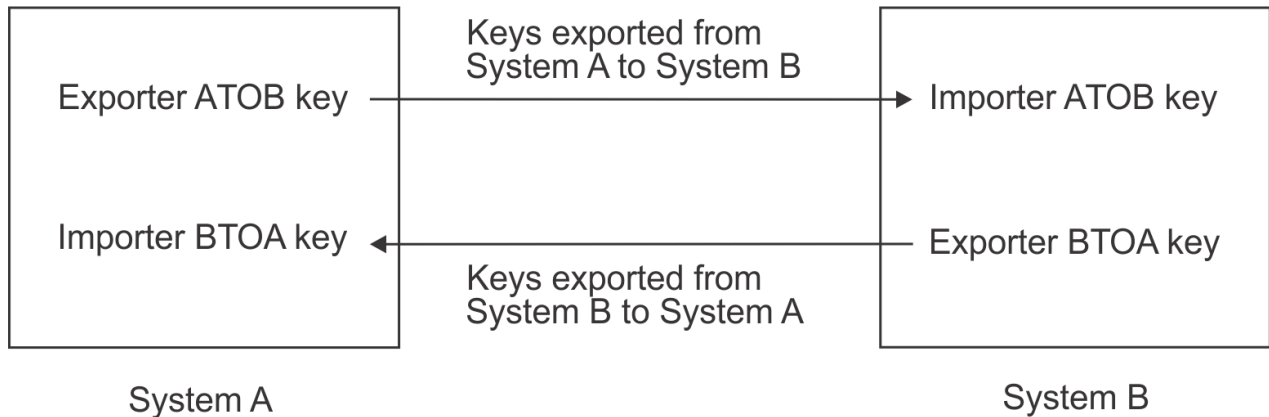 Keys exported from
System A to System B
Exporter ATOB key
Importer ATOB key
Importer BTOA key
Exporter BTOA key
Keys exported from
System B to System A
System A
System B